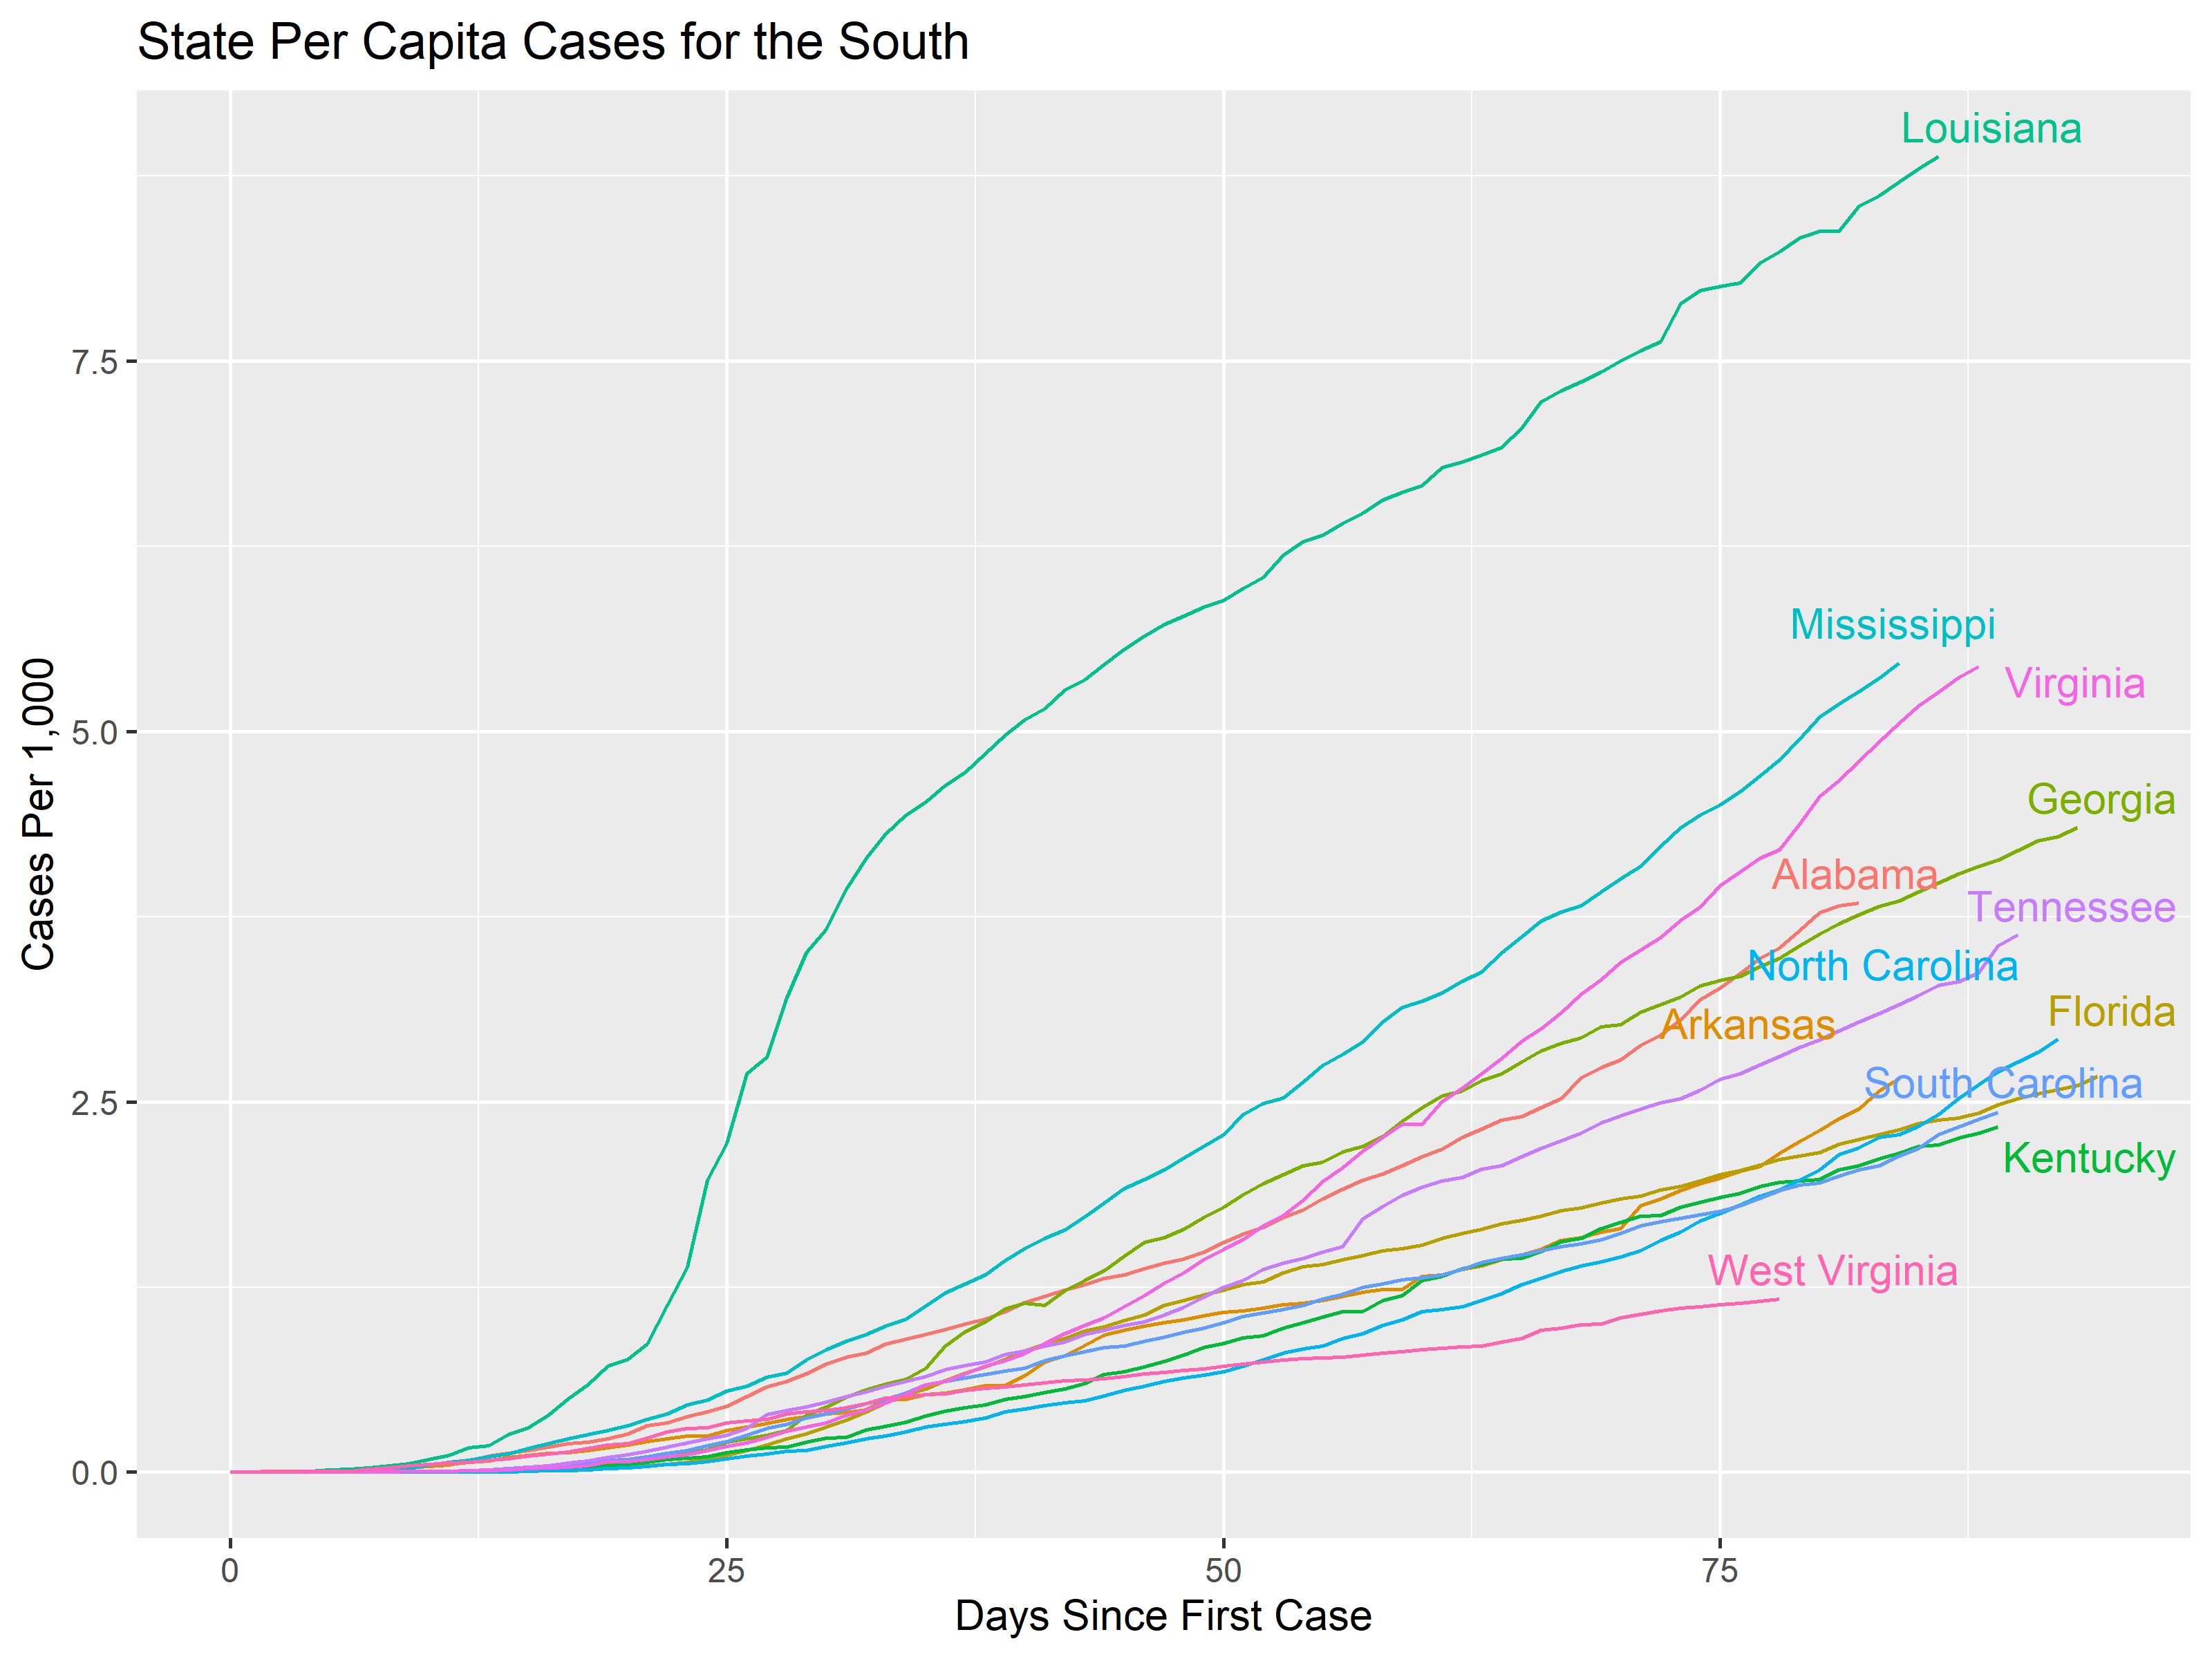 State Per Capita Cases for the South
Louisiana
7.5
Mississippi
Virginia
5.0
Georgia
Alabama
Tennessee
North Carolina
Florida
Arkansas
South Carolina
2.5
Kentucky
West Virginia
0.0
0 25 50 75
Days Since First Case
Cases Per 1,000